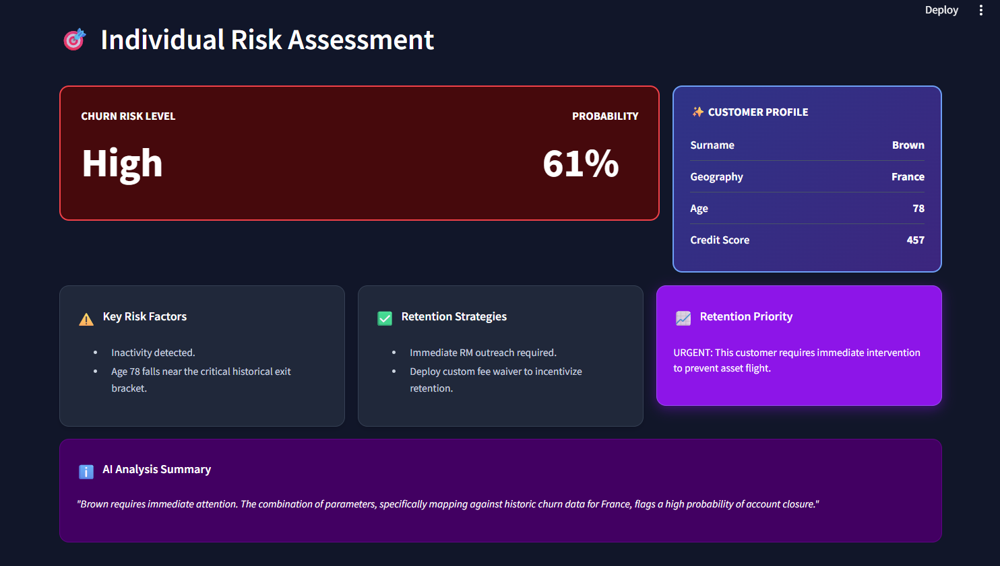 Deploy
Individual Risk Assessment
CHURN RISK LEVEL
PROBABILITY
High
61%
CUSTOMER PROFILE
Surname Brown
Geography France
Age 78
Credit Score 457
Key Risk Factors
• Inactivity detected.
• Age 78 falls near the critical historical exit
bracket.
Retention Strategies
• Immediate RM outreach required.
• Deploy custom fee waiver to incentivize
retention.
Retention Priority
URGENT: This customer requires immediate intervention
to prevent asset flight.
AI Analysis Summary
"Brown requires immediate attention. The combination of parameters, specifically mapping against historic churn data for France, flags a high probability of account closure."